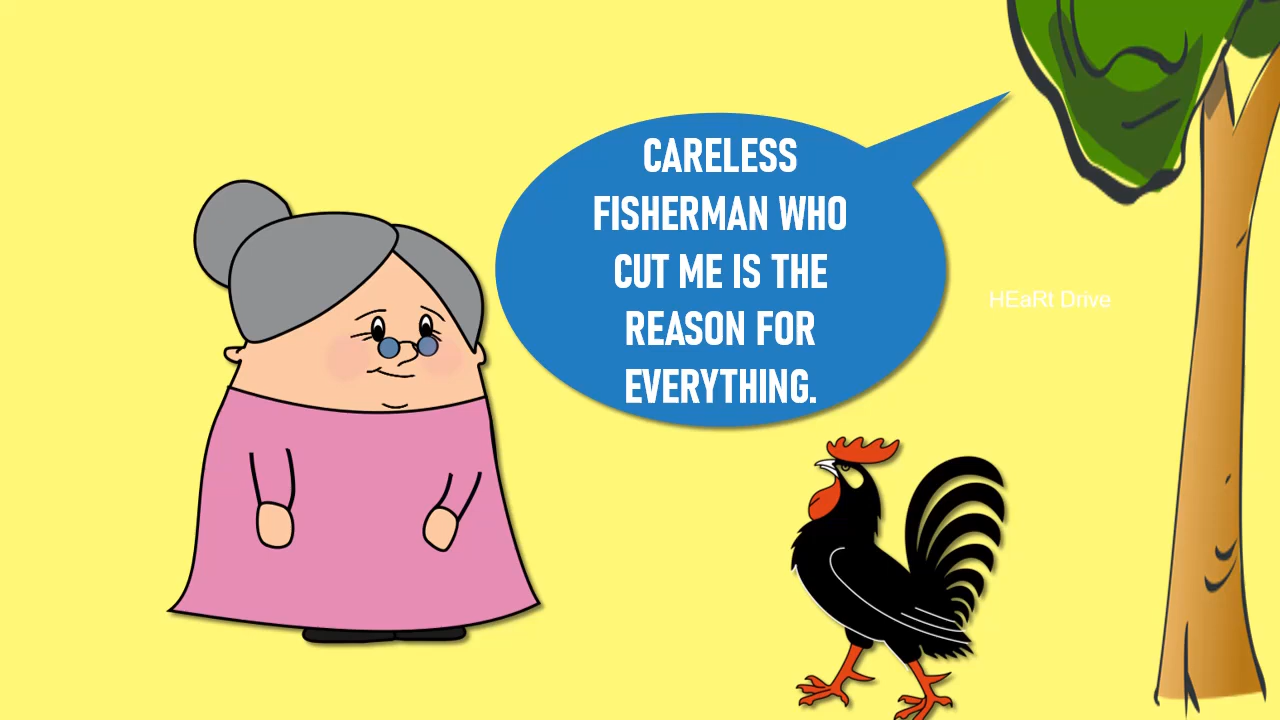 CARELESS
FISHERMAN WHO
CUT ME IS THE
REASON FOR
EVERYTHING.
HEaRt Drive